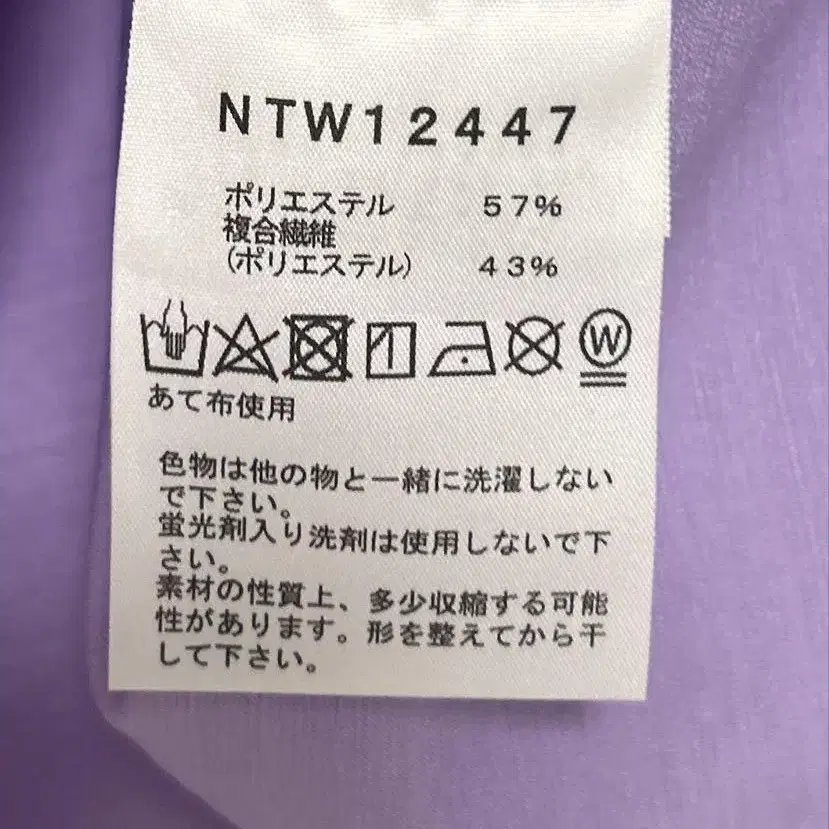 NTW12447
ポリエステル 57%
複合繊維
(ポリエステル) 43%
W
あて布使用
色物は他の物と一緒に洗濯しない
で下さい。
蛍光剤入り洗剤は使用しないで下
さい。
素材の性質上、多少収縮する可能
性があります。形を整えてから干
して下さい。